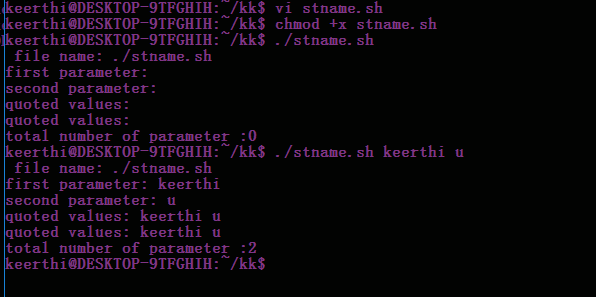 keerthi@DESKTOP-9TFGHIH:~/kk$ vi stname.sh
keerthi@DESKTOP-9TFGHIH:~/kk$ chmod +x stname.sh
keerthi@DESKTOP-9TFGHIH:~/kk$ ./stname.sh
 file name: ./stname.sh
first parameter:
second parameter:
quoted values:
quoted values:
total number of parameter :0
keerthi@DESKTOP-9TFGHIH:~/kk$ ./stname.sh keerthi u
 file name: ./stname.sh
first parameter: keerthi
second parameter: u
quoted values: keerthi u
quoted values: keerthi u
total number of parameter :2
keerthi@DESKTOP-9TFGHIH:~/kk$